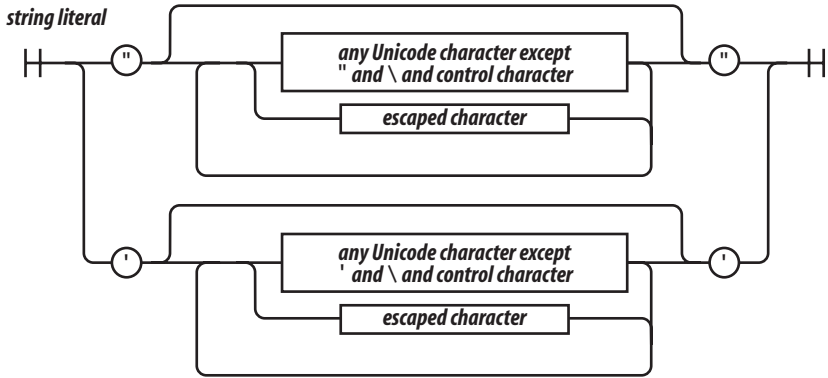 string literal
" any Unicode character except "
" and \ and control character
escaped character
' any Unicode character except '
' and \ and control character
escaped character